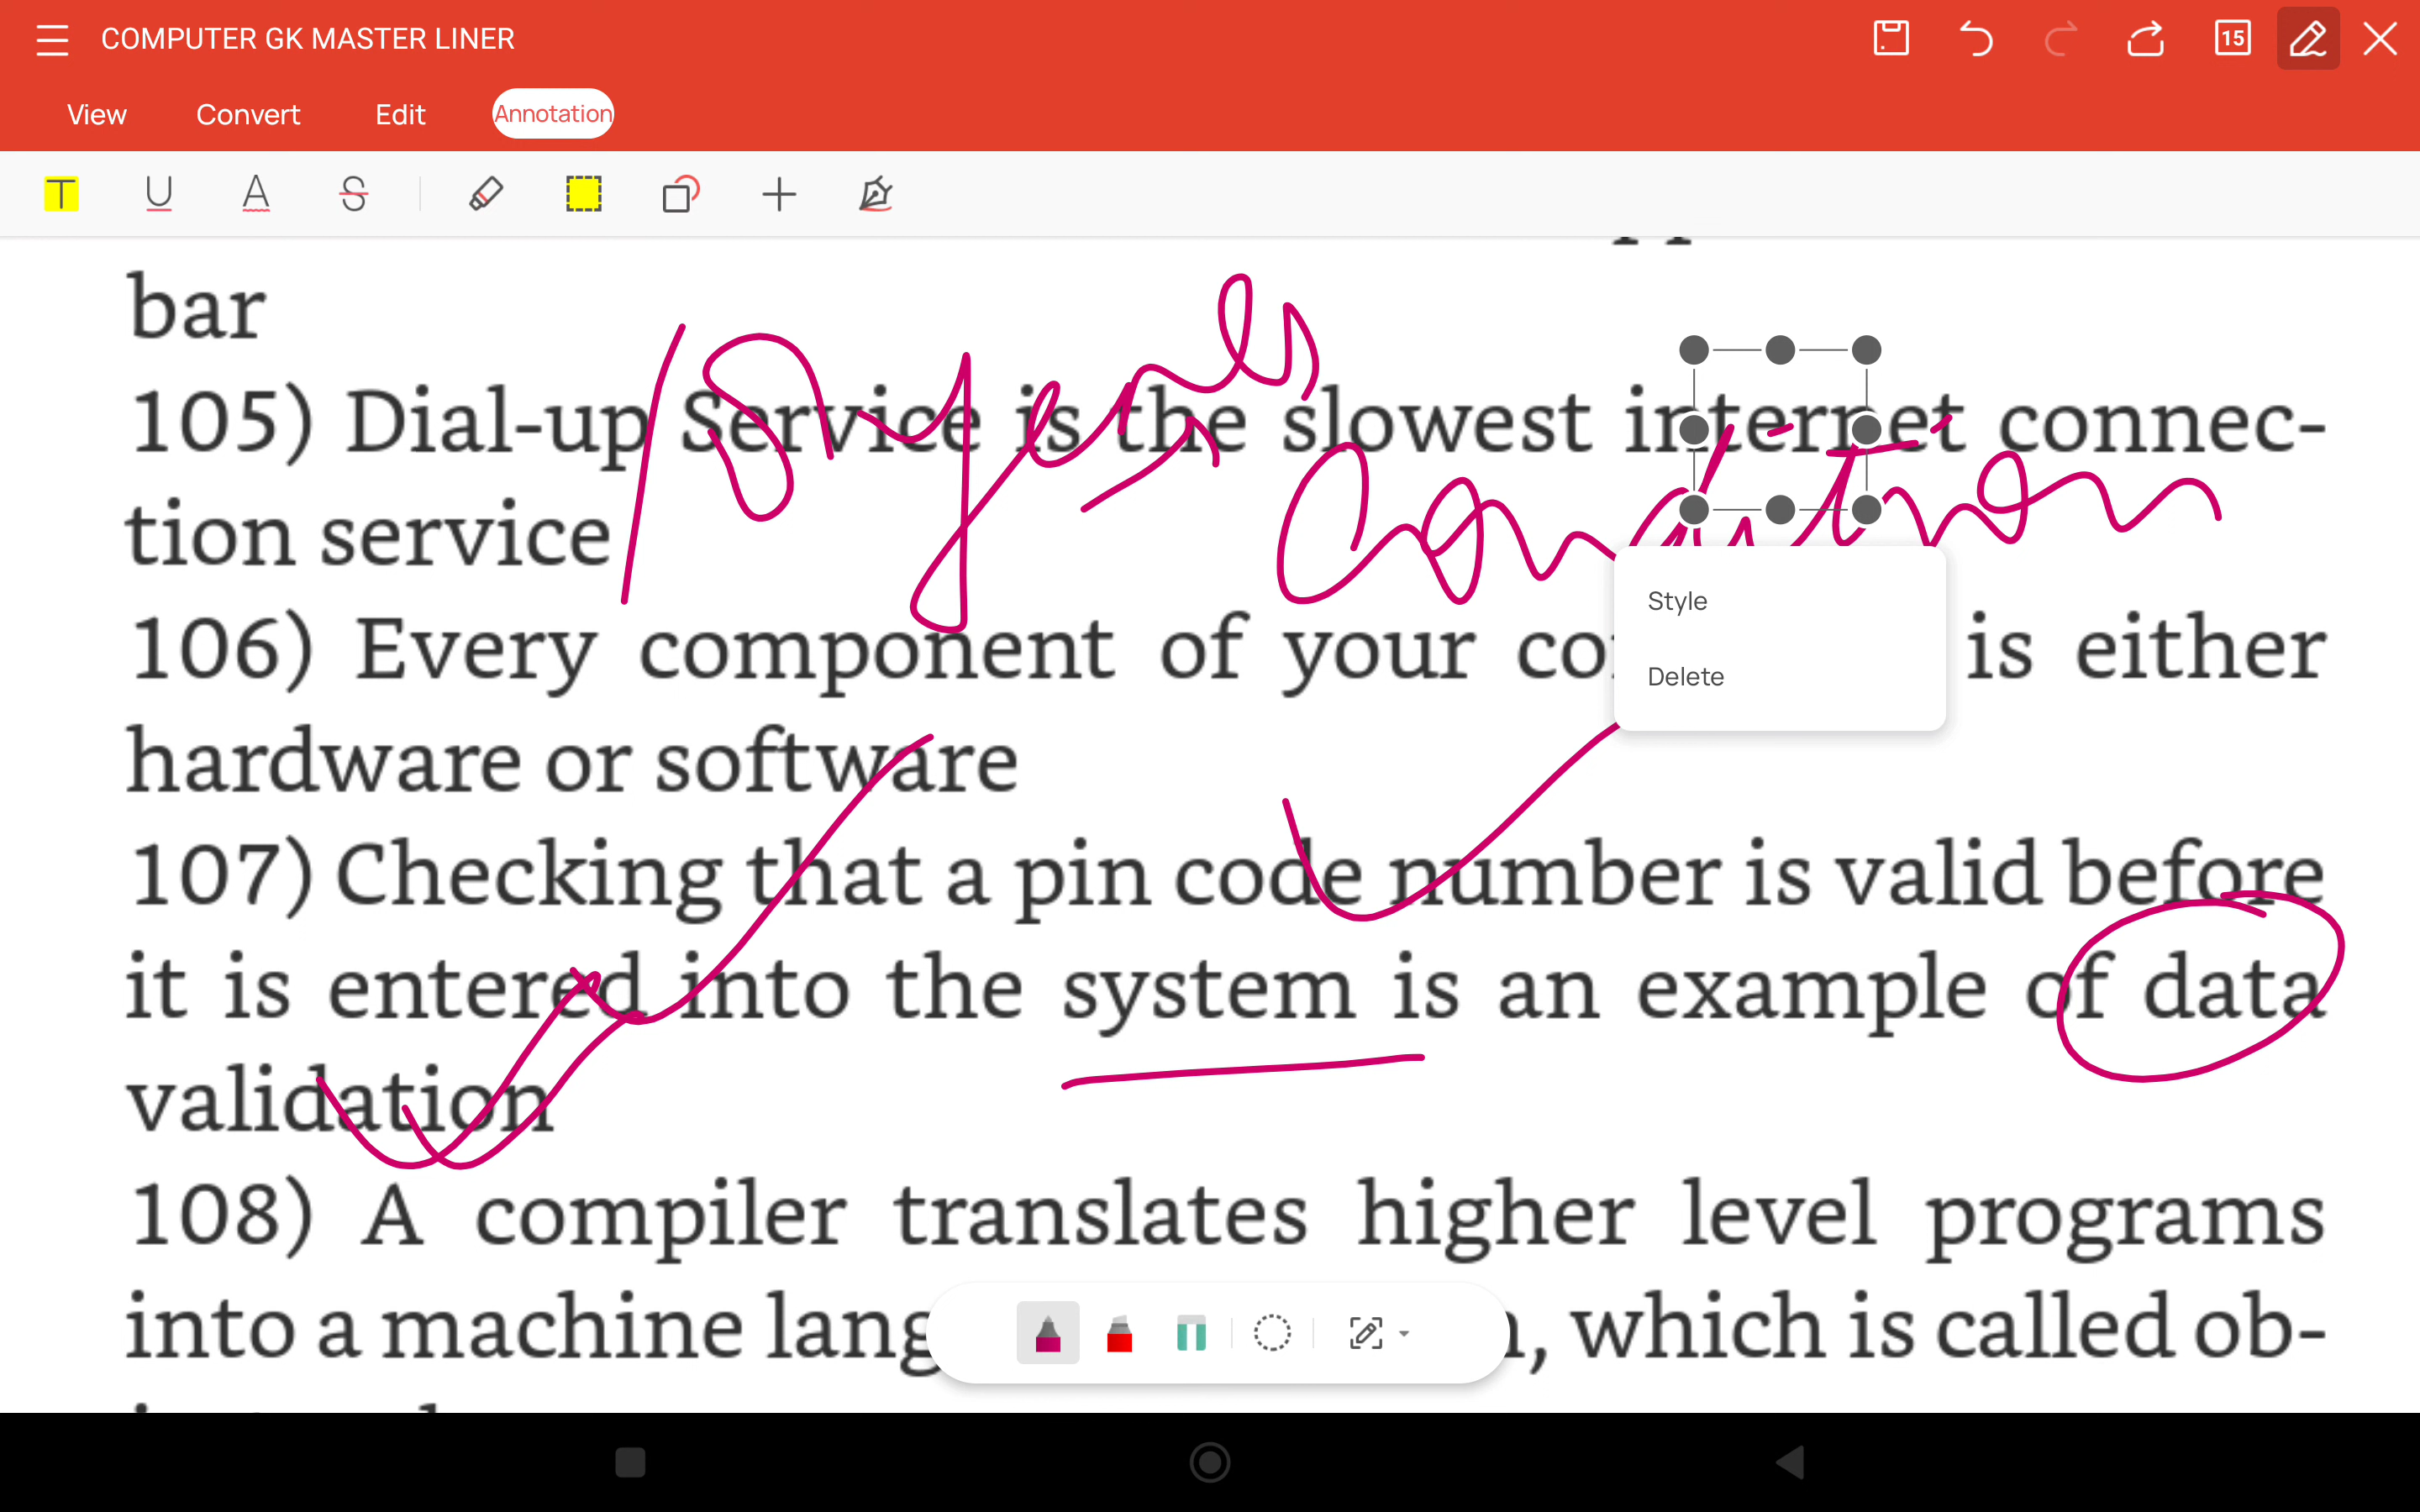 COMPUTER GK MASTER LINER
15
View Convert Edit Annotation
bar
105) Dial-up Service is the slowest internet connec-
tion service
106) Every component of your co is either
hardware or software
Style
Delete
107) Checking that a pin code number is valid before
it is entered into the system is an example of data
validation
108) A compiler translates higher level programs
into a machine lang , which is called ob-